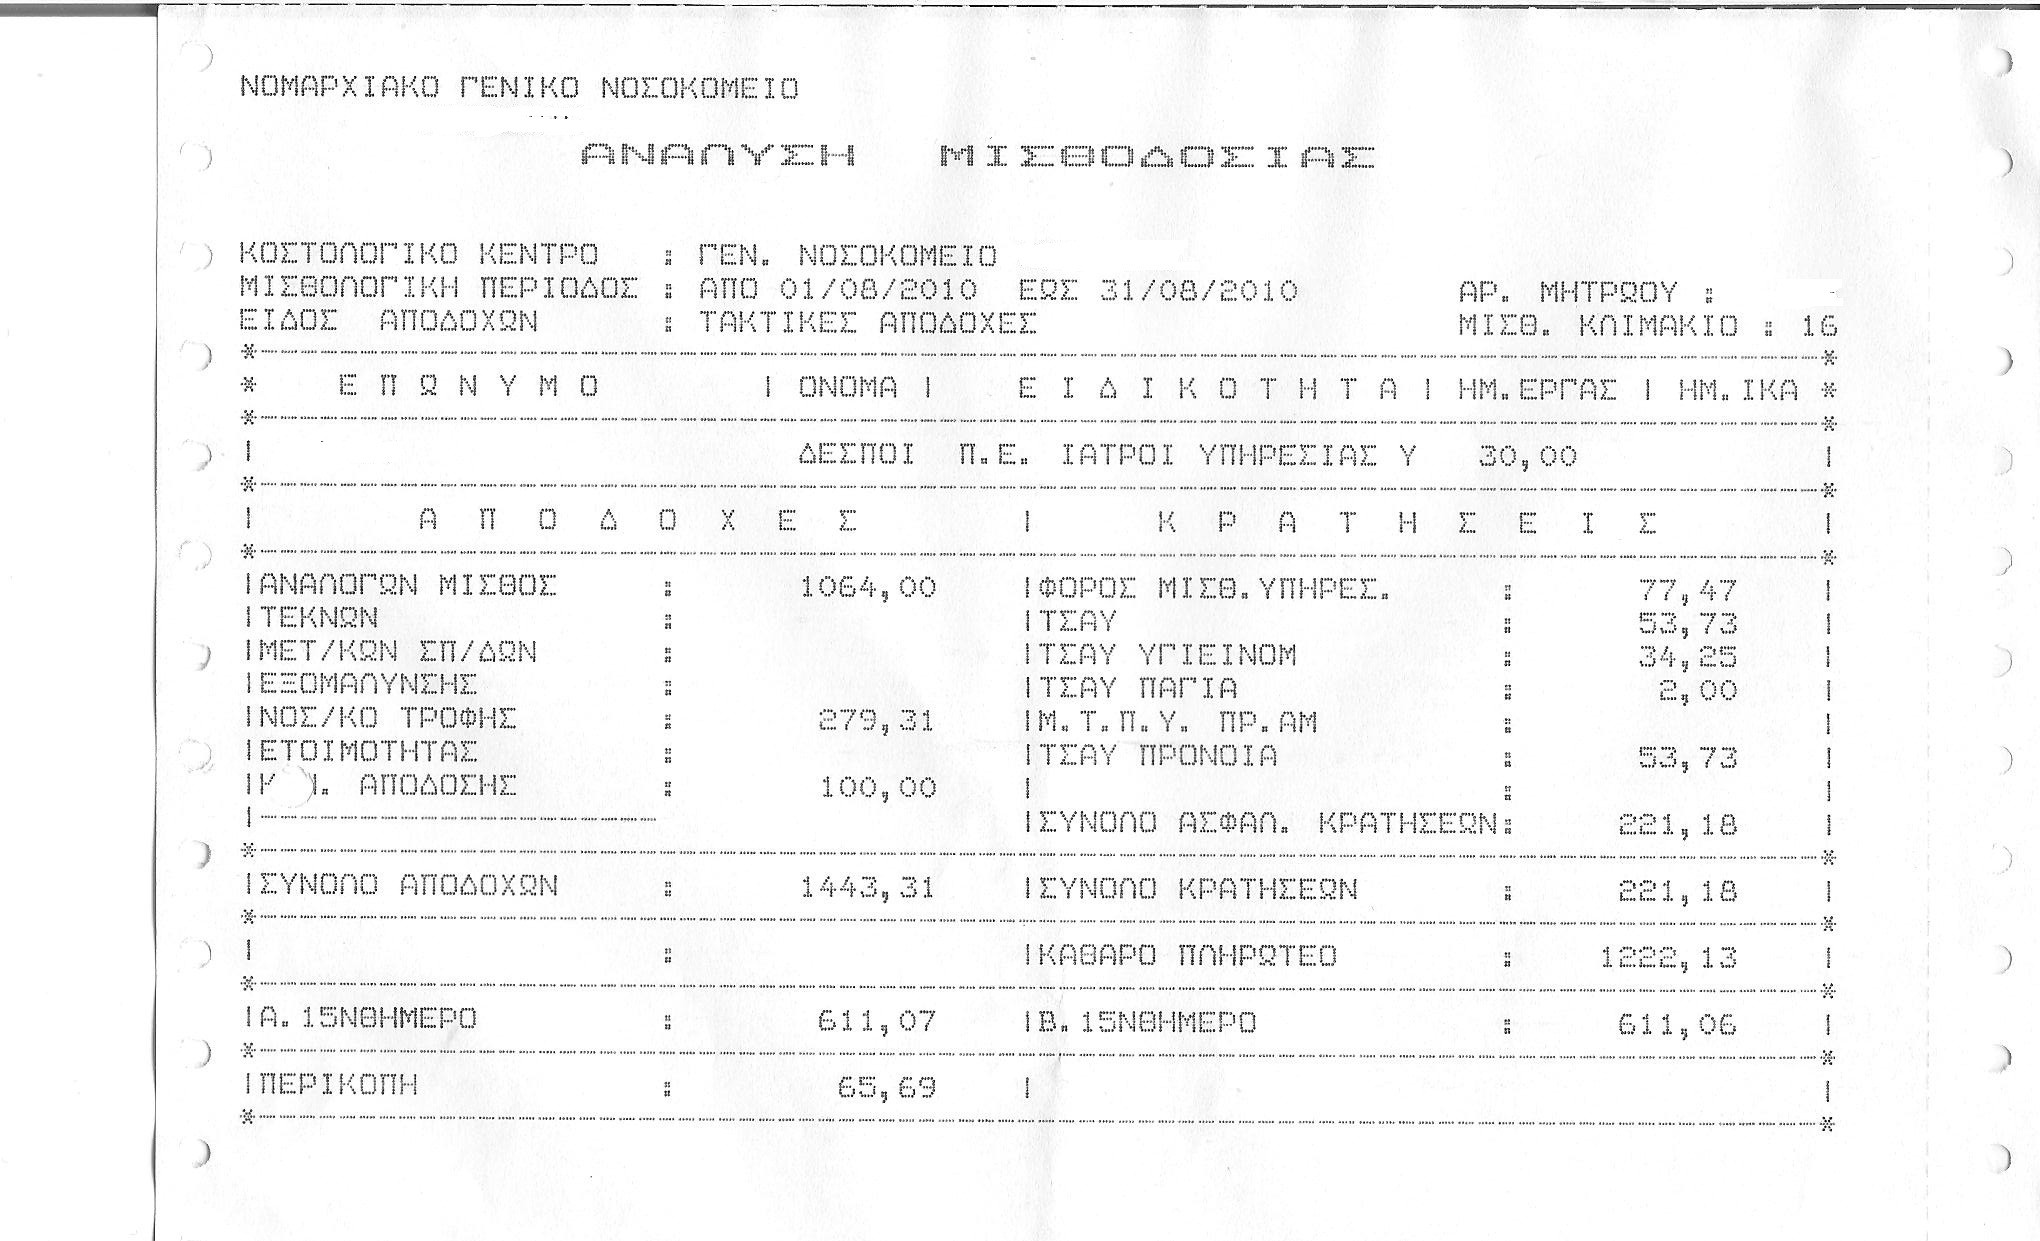 ΝΟΜΑΡΧΙΑΚΟ ΓΕΝΙΚΟ ΝΟΣΟΚΟΜΕΙΟ
ΑΝΑΛΥΣΗ ΜΙΣΘΟΔΟΣΙΑΣ
ΚΟΣΤΟΛΟΓΙΚΟ ΚΕΝΤΡΟ : ΓΕΝ. ΝΟΣΟΚΟΜΕΙΟ
ΜΙΣΘΟΛΟΓΙΚΗ ΠΕΡΙΟΔΟΣ : ΑΠΟ 01/08/2010 ΕΩΣ 31/08/2010 ΑΡ. ΜΗΤΡΩΟΥ :
ΕΙΔΟΣ ΑΠΟΔΟΧΩΝ : ΤΑΚΤΙΚΕΣ ΑΠΟΔΟΧΕΣ ΜΙΣΘ. ΚΛΙΜΑΚΙΟ : 16
* Ε Π Ω Ν Υ Μ Ο | ΟΝΟΜΑ | Ε Ι Δ Ι Κ Ο Τ Η Τ Α | ΗΜ.ΕΡΓΑΣ | ΗΜ.ΙΚΑ *
| ΔΕΣΠΟΙ Π.Ε. ΙΑΤΡΟΙ ΥΠΗΡΕΣΙΑΣ Υ 30,00 |
| Α Π Ο Δ Ο Χ Ε Σ | Κ Ρ Α Τ Η Σ Ε Ι Σ |
|ΑΝΑΛΟΓΩΝ ΜΙΣΘΟΣ : 1064,00 |ΦΟΡΟΣ ΜΙΣΘ.ΥΠΗΡΕΣ. : 77,47 |
|ΤΕΚΝΩΝ : |ΤΣΑΥ : 53,73 |
|ΜΕΤ/ΚΩΝ ΣΠ/ΔΩΝ : |ΤΣΑΥ ΥΓΙΕΙΝΟΜ : 34,25 |
|ΕΞΟΜΑΛΥΝΣΗΣ : |ΤΣΑΥ ΠΑΓΙΑ : 2,00 |
|ΝΟΣ/ΚΟ ΤΡΟΦΗΣ : 279,31 |Μ.Τ.Π.Υ. ΠΡ.ΑΜ : |
|ΕΤΟΙΜΟΤΗΤΑΣ : |ΤΣΑΥ ΠΡΟΝΟΙΑ : 53,73 |
| ΑΠΟΔΟΣΗΣ : 100,00 | : |
|ΣΥΝΟΛΟ ΑΣΦΑΛ. ΚΡΑΤΗΣΕΩΝ: 221,18 |
|ΣΥΝΟΛΟ ΑΠΟΔΟΧΩΝ : 1443,31 |ΣΥΝΟΛΟ ΚΡΑΤΗΣΕΩΝ : 221,18 |
| : |ΚΑΘΑΡΟ ΠΛΗΡΩΤΕΟ : 1222,13 |
|Α.15ΝΘΗΜΕΡΟ : 611,07 |Β.15ΝΘΗΜΕΡΟ : 611,06 |
|ΠΕΡΙΚΟΠΗ : 65,69 | |